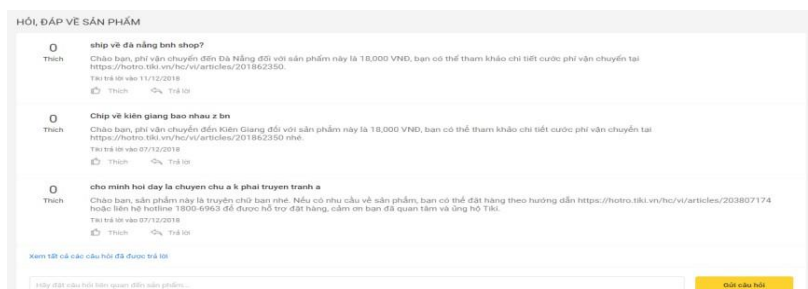 HỎI, ĐÁP VỀ SẢN PHẨM
0
Thích
ship về đà nẵng bnh shop?
Chào bạn, phí vận chuyển đến Đà Nẵng đối với sản phẩm này là 18,000 VNĐ, bạn có thể tham khảo chi tiết cước phí vận chuyển tại
https://hotro.tiki.vn/hc/vi/articles/201862350.
Tiki trả lời vào 11/12/2018
Thích Trả lời
0
Thích
Chip về kiên giang bao nhau z bn
Chào bạn, phí vận chuyển đến Kiên Giang đối với sản phẩm này là 18,000 VNĐ, bạn có thể tham khảo chi tiết cước phí vận chuyển tại
https://hotro.tiki.vn/hc/vi/articles/201862350 nhé.
Tiki trả lời vào 07/12/2018
Thích Trả lời
0
Thích
cho minh hoi day la chuyen chu a k phai truyen tranh a
Chào bạn, sản phẩm này là truyện chữ bạn nhé. Nếu có nhu cầu về sản phẩm, bạn có thể đặt hàng theo hướng dẫn https://hotro.tiki.vn/hc/vi/articles/203807174
hoặc liên hệ hotline 1800-6963 để được hỗ trợ đặt hàng, cảm ơn bạn đã quan tâm và ủng hộ Tiki.
Tiki trả lời vào 07/12/2018
Thích Trả lời
Xem tất cả các câu hỏi đã được trả lời
Hãy đặt câu hỏi liên quan đến sản phẩm...
Gửi câu hỏi